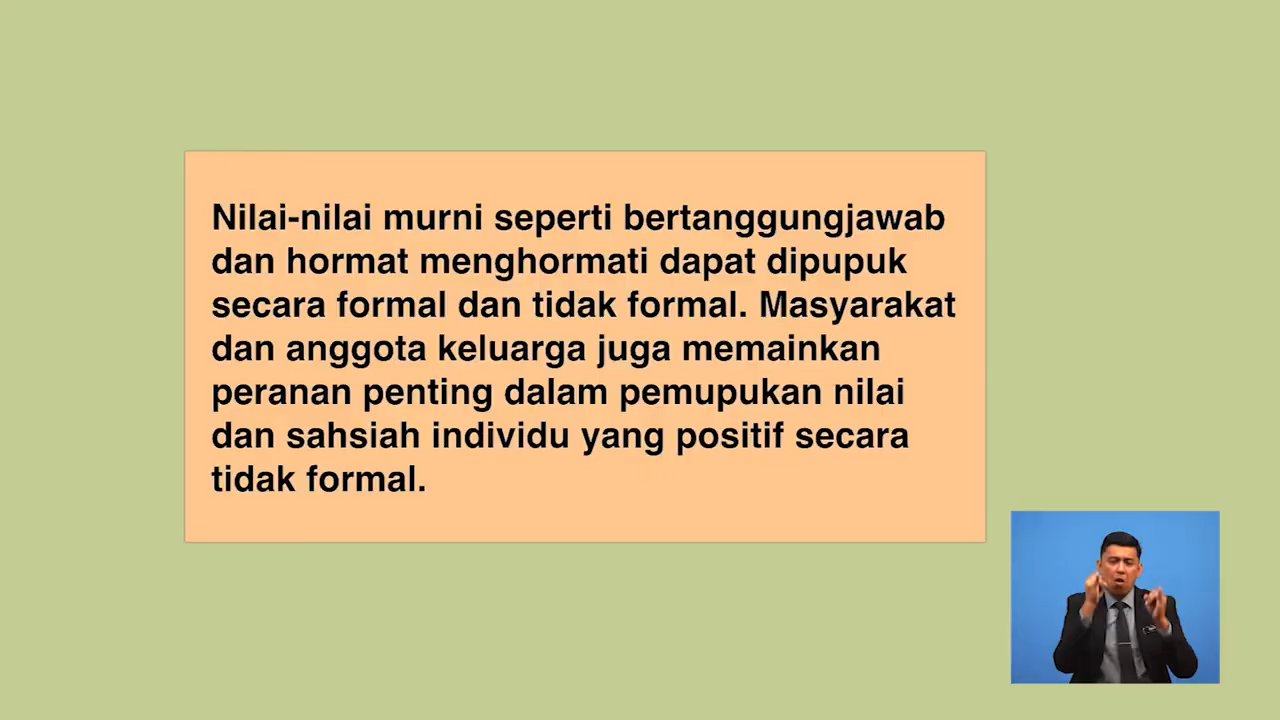 Nilai-nilai murni seperti bertanggungjawab
dan hormat menghormati dapat dipupuk
secara formal dan tidak formal. Masyarakat
dan anggota keluarga juga memainkan
peranan penting dalam pemupukan nilai
dan sahsiah individu yang positif secara
tidak formal.